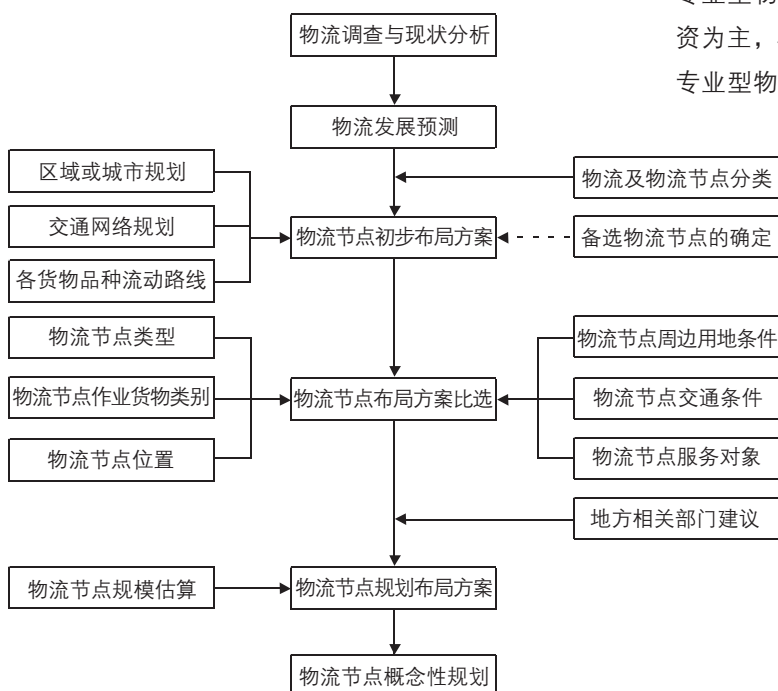 专业型物
资为主，
专业型物
物流调查与现状分析
物流发展预测
区域或城市规划
物流及物流节点分类
交通网络规划
物流节点初步布局方案
备选物流节点的确定
各货物品种流动路线
物流节点类型
物流节点周边用地条件
物流节点作业货物类别
物流节点布局方案比选
物流节点交通条件
物流节点位置
物流节点服务对象
地方相关部门建议
物流节点规模估算
物流节点规划布局方案
物流节点概念性规划